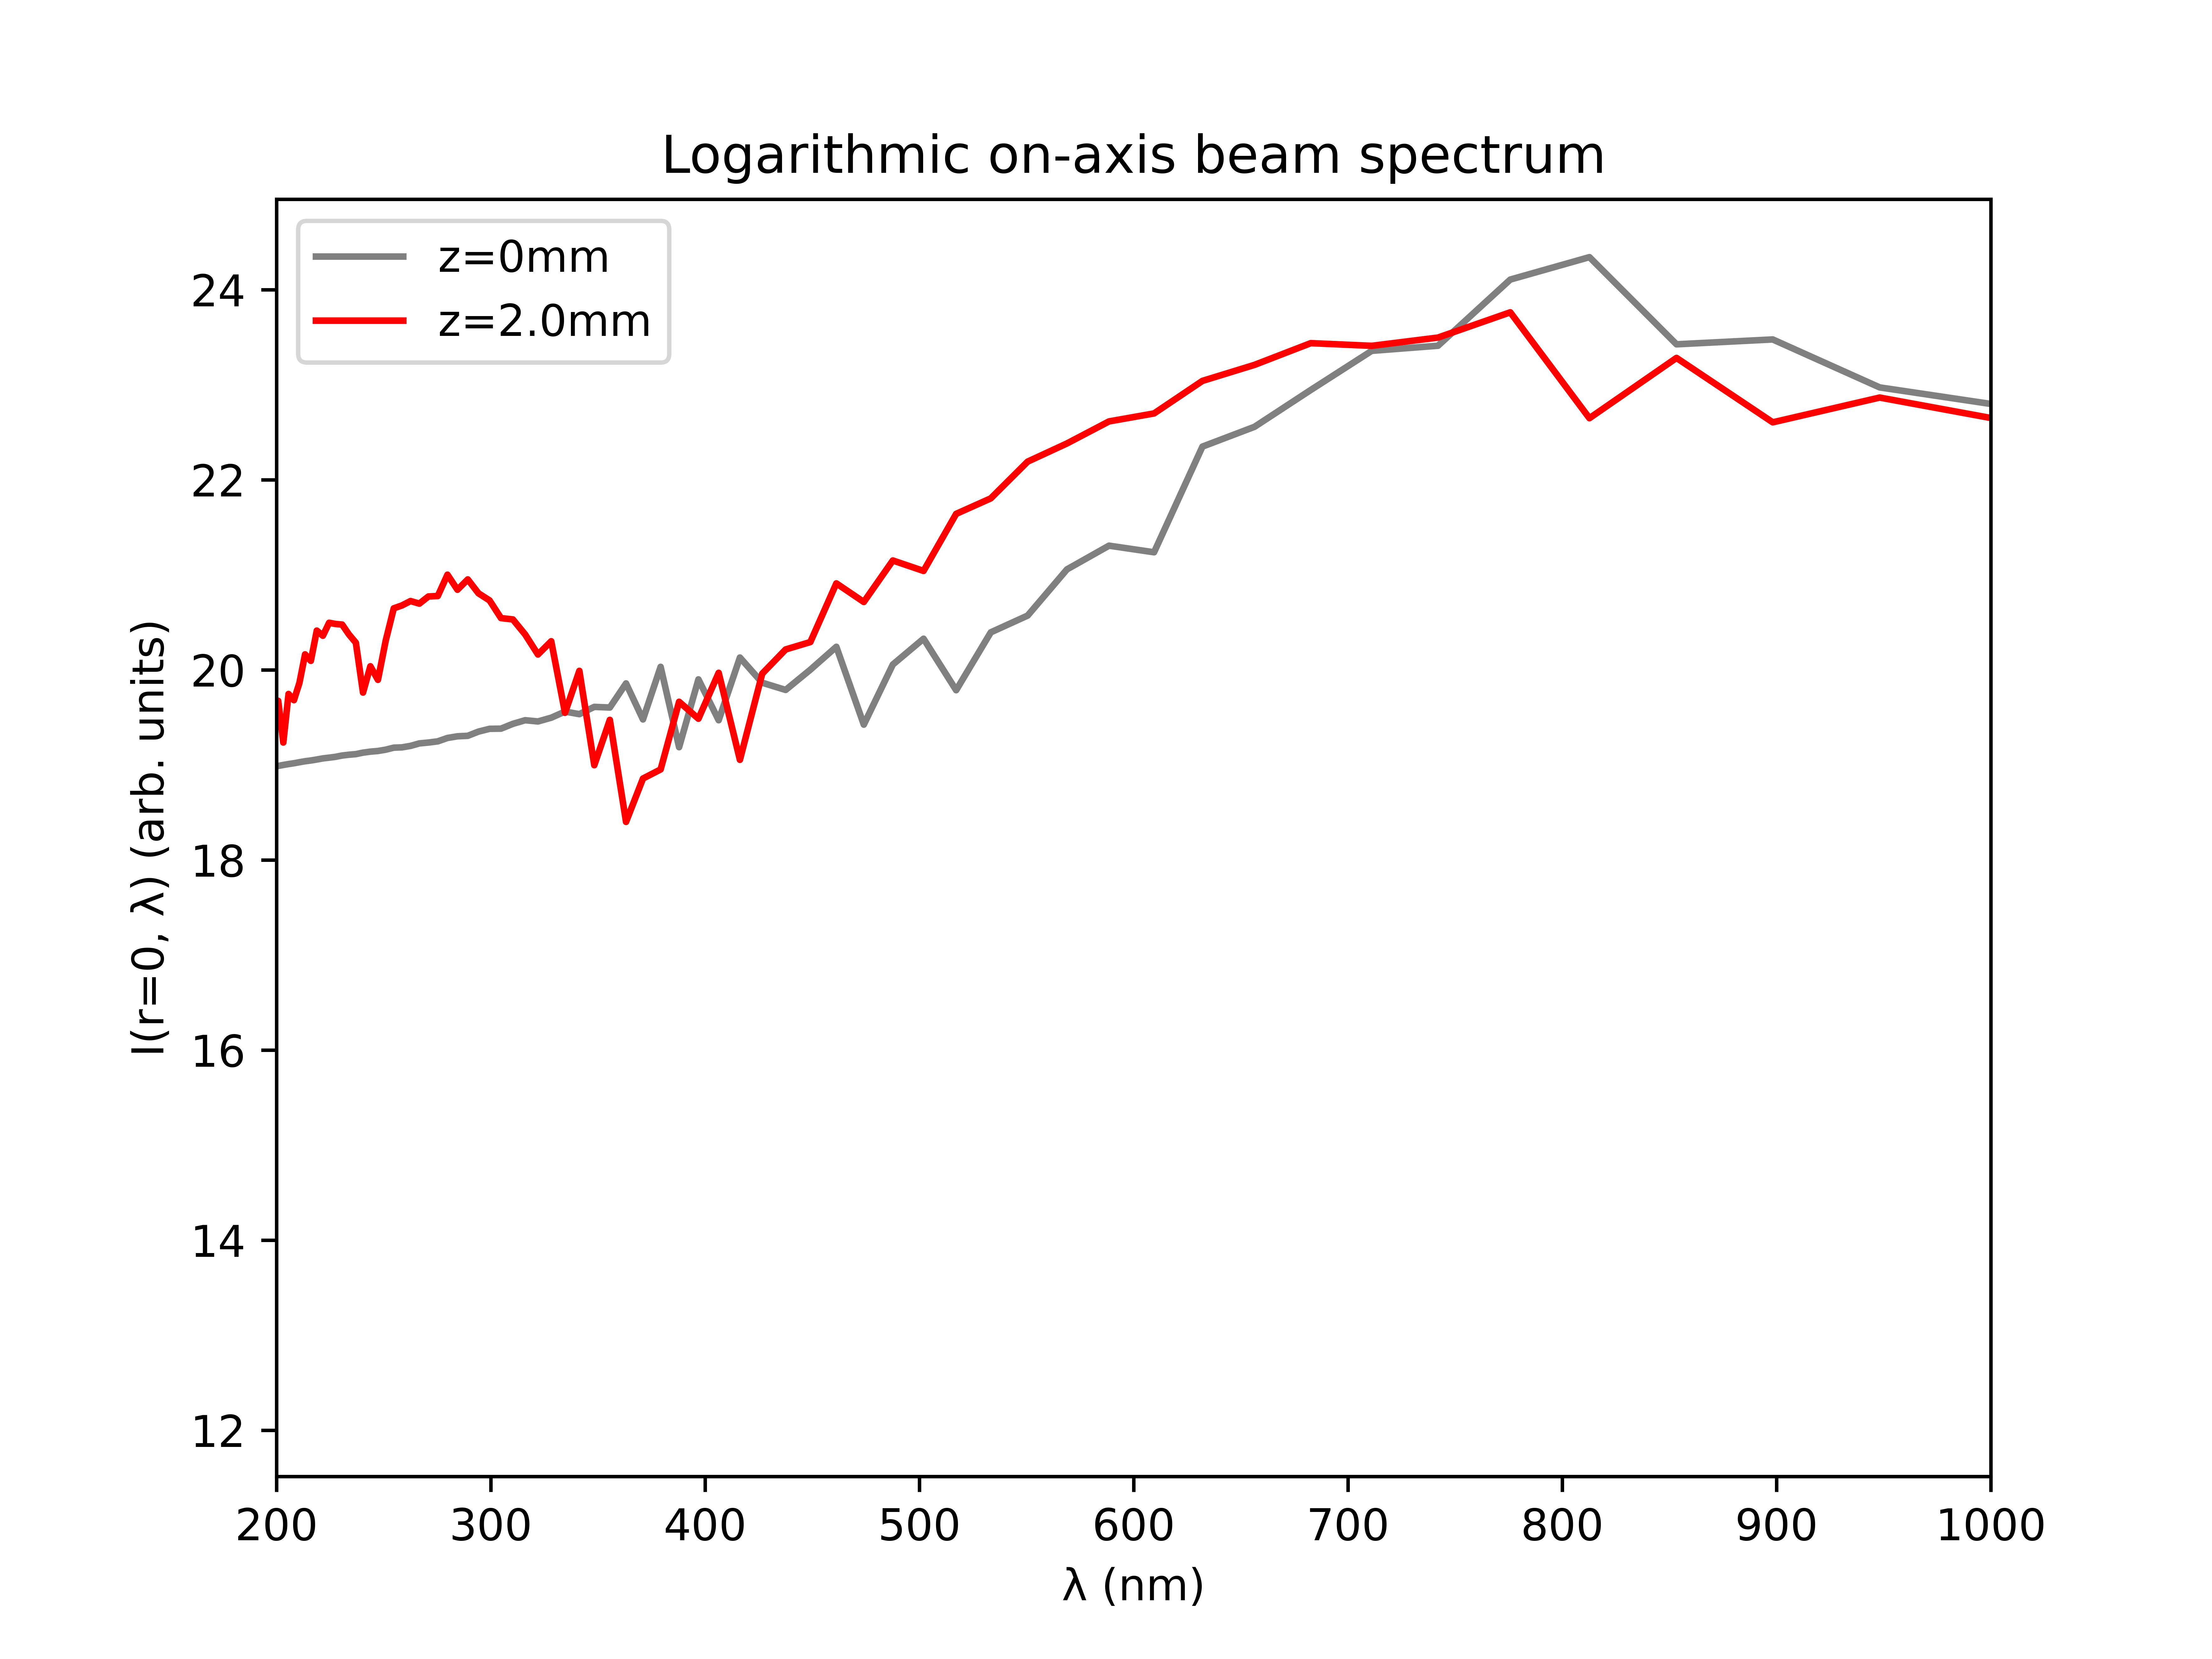 Logarithmic on-axis beam spectrum
z=0mm
z=2.0mm
I(r=0, λ) (arb. units)
24
22
20
18
16
14
12
200 300 400 500 600 700 800 900 1000
λ (nm)